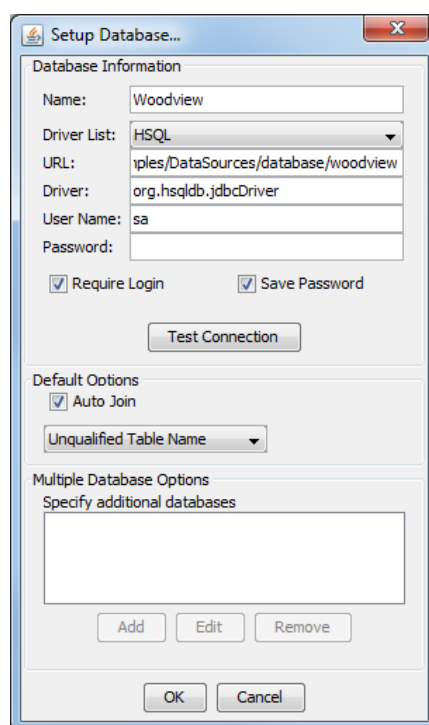 Setup Database...
Database Information
Name: Woodview
Driver List: HSQL
URL: ples/DataSources/database/woodview
Driver: org.hsqldb.jdbcDriver
User Name: sa
Password:
Require Login Save Password
Test Connection
Default Options
Auto Join
Unqualified Table Name
Multiple Database Options
Specify additional databases
Add Edit Remove
OK Cancel